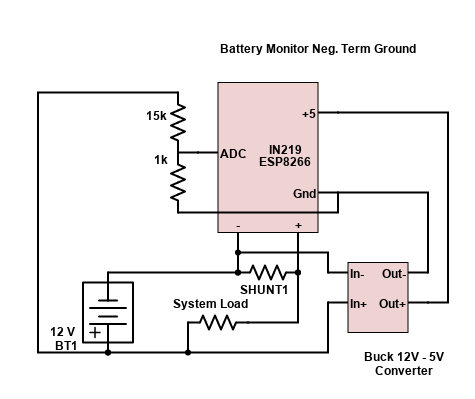 Battery Monitor Neg. Term Ground
15k
+5
ADC
IN219
ESP8266
1k
Gnd
- +
SHUNT1
In- Out-
System Load
In+ Out+
12 V
+
BT1
Buck 12V - 5V
Converter